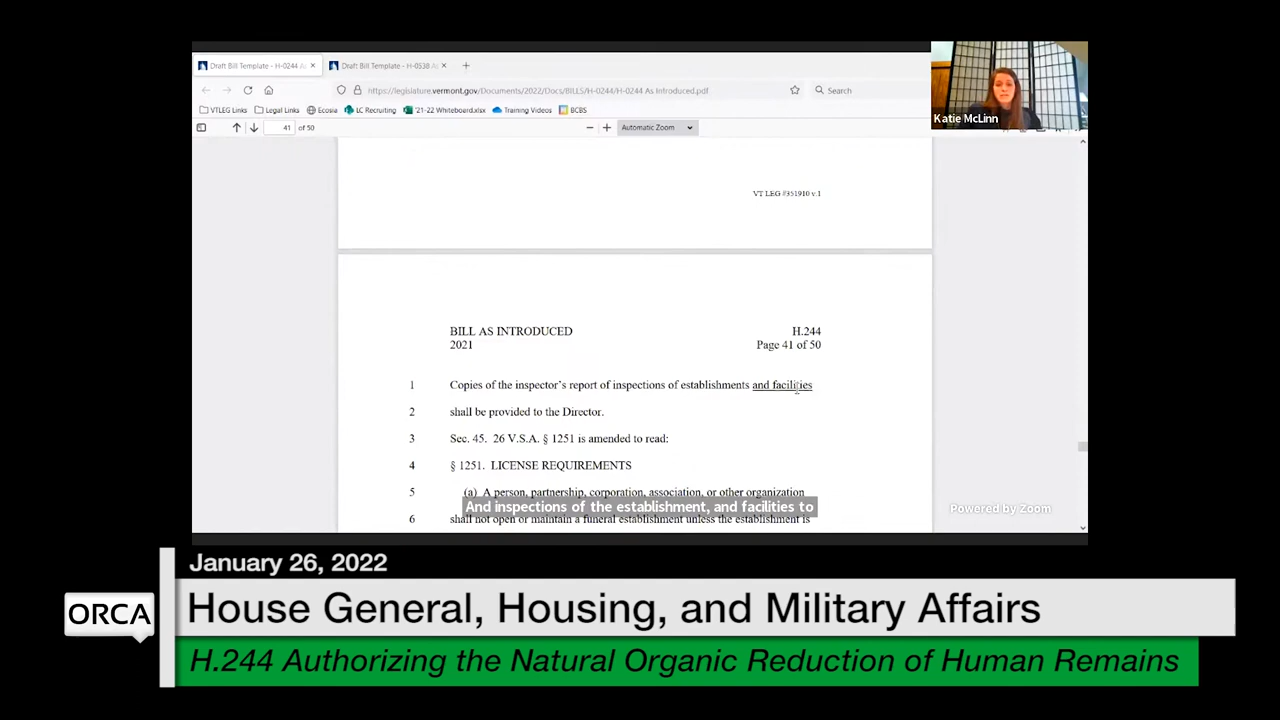 Draft Bill Template - H-0244 As
Draft Bill Template - H-0538 As
https://legislature.vermont.gov/Documents/2022/Docs/BILLS/H-0244/H-0244 As Introduced.pdf
Search
VTLEG Links
Legal Links
Ecosia
LC Recruiting
'21-22 Whiteboard.xlsx
Training Videos
BCBS
41 of 50
Automatic Zoom
Katie McLinn
VT LEG #351910 v.1
BILL AS INTRODUCED H.244
2021 Page 41 of 50
1 Copies of the inspector's report of inspections of establishments and facilities
2 shall be provided to the Director.
3 Sec. 45. 26 V.S.A. § 1251 is amended to read:
4 § 1251. LICENSE REQUIREMENTS
5 (a) A person, partnership, corporation, association, or other organization
And inspections of the establishment, and facilities to
6 shall not open or maintain a funeral establishment unless the establishment is
Powered by Zoom
January 26, 2022
ORCA
House General, Housing, and Military Affairs
H.244 Authorizing the Natural Organic Reduction of Human Remains